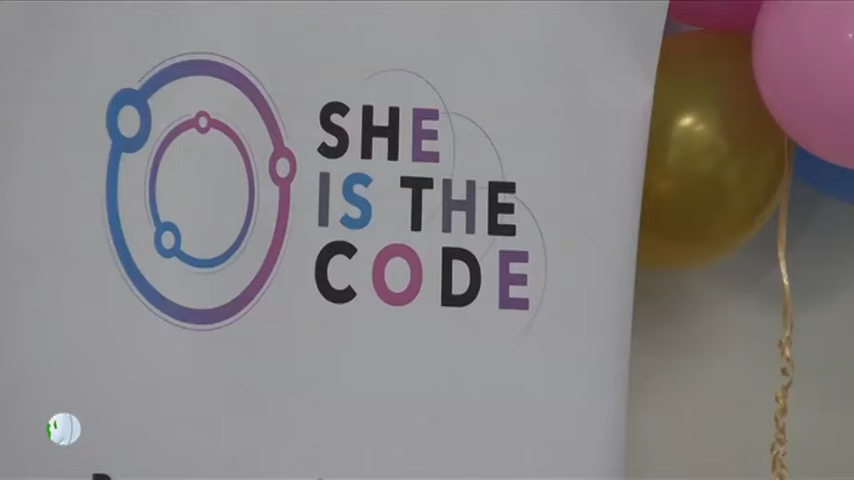 SHE
IS THE
CODE